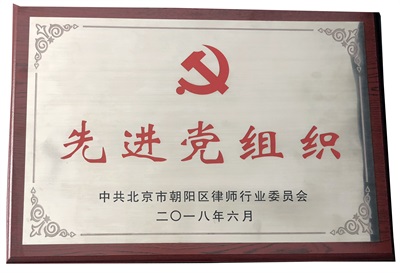 先进党组织
中共北京市朝阳区律师行业委员会
二〇一八年六月